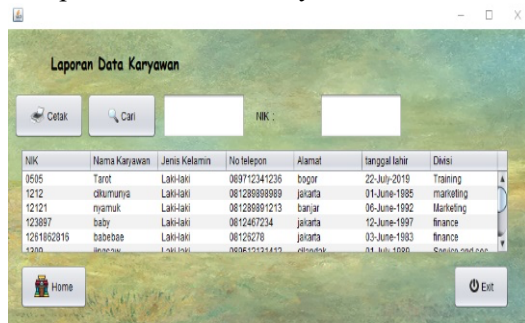 Laporan Data Karyawan
Cetak Cari NIK :
NIK Nama Karyawan Jenis Kelamin No telepon Alamat tanggal lahir Divisi
0505 Tarot Laki-laki 089712341236 bogor 22-July-2019 Training
1212 cikumunya Laki-laki 081289898989 jakarta 01-June-1985 marketing
12121 nyamuk Laki-laki 081289891213 banjar 06-June-1992 Marketing
123897 baby Laki-laki 0812467234 jakarta 12-June-1997 finance
1261862816 babebae Laki-laki 08126278 jakarta 03-June-1983 finance
Home Exit